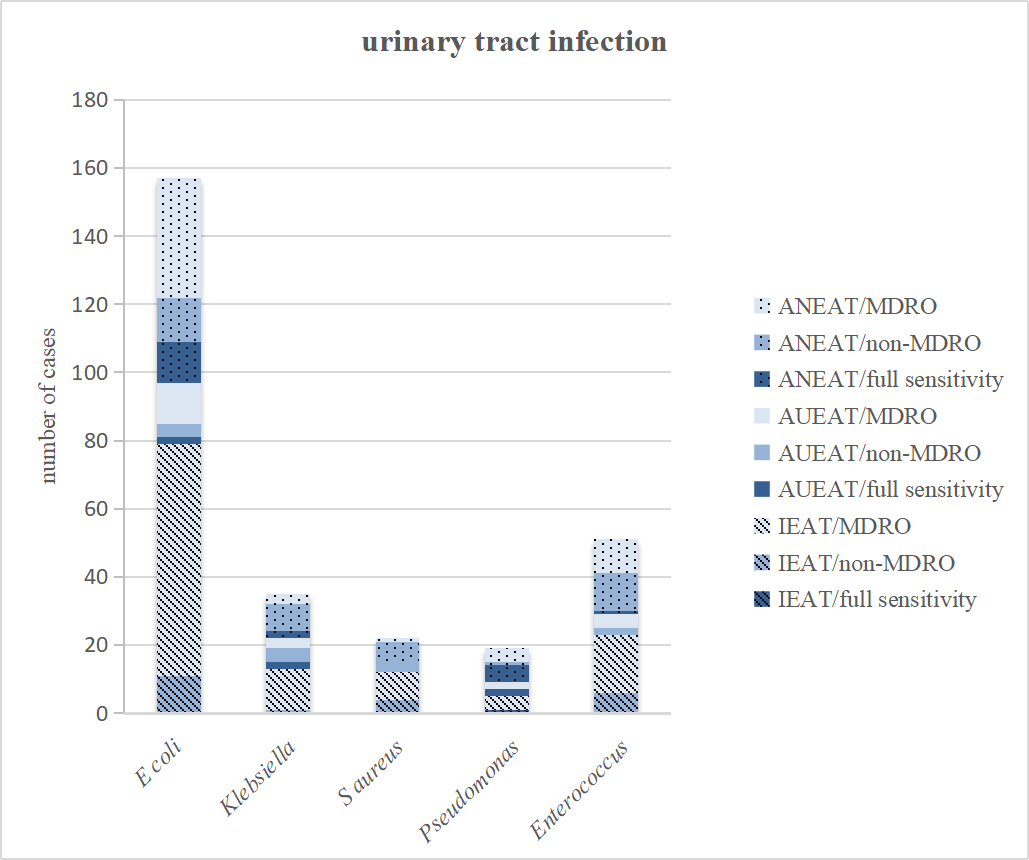 urinary tract infection
180
160
140
120
100
80
60
40
20
0
number of cases
E coli
Klebsiella
S aureus
Pseudomonas
Enterococcus
ANEAT/MDRO
ANEAT/non-MDRO
ANEAT/full sensitivity
AUEAT/MDRO
AUEAT/non-MDRO
AUEAT/full sensitivity
IEAT/MDRO
IEAT/non-MDRO
IEAT/full sensitivity